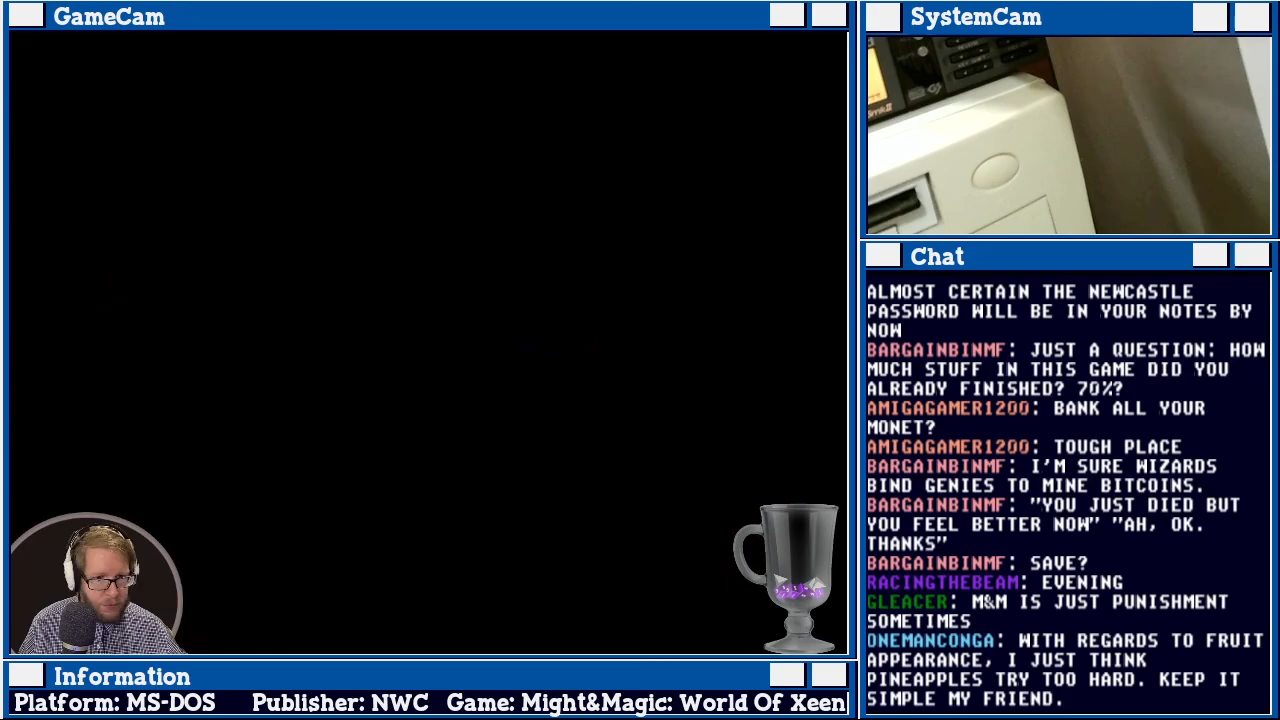 GameCam
SystemCam
Chat
ALMOST CERTAIN THE NEWCASTLE
PASSWORD WILL BE IN YOUR NOTES BY
NOW
BARGAINBINMF: JUST A QUESTION: HOW
MUCH STUFF IN THIS GAME DID YOU
ALREADY FINISHED? 70%?
AMIGAGAMER1200: BANK ALL YOUR
MONET?
AMIGAGAMER1200: TOUGH PLACE
BARGAINBINMF: I'M SURE WIZARDS
BIND GENIES TO MINE BITCOINS.
BARGAINBINMF: "YOU JUST DIED BUT
YOU FEEL BETTER NOW" "AH, OK.
THANKS"
BARGAINBINMF: SAVE?
RACINGTHEBEAM: EVENING
GLEACER: M&M IS JUST PUNISHMENT
SOMETIMES
ONEMANCONGA: WITH REGARDS TO FRUIT
APPEARANCE, I JUST THINK
PINEAPPLES TRY TOO HARD. KEEP IT
SIMPLE MY FRIEND.
Information
Platform: MS-DOS Publisher: NWC Game: Might&Magic: World Of Xeen